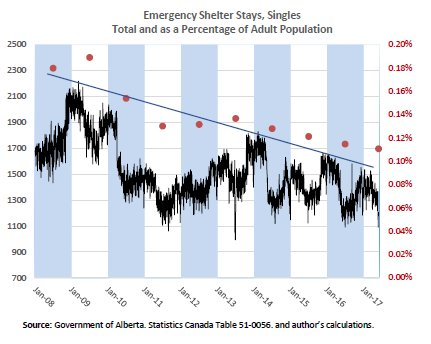 Emergency Shelter Stays, Singles
Total and as a Percentage of Adult Population
2500
2300
2100
1900
1700
1500
1300
1100
900
700
0.20%
0.18%
0.16%
0.14%
0.12%
0.10%
0.08%
0.06%
0.04%
0.02%
0.00%
Jan-08
Jan-09
Jan-10
Jan-11
Jan-12
Jan-13
Jan-14
Jan-15
Jan-16
Jan-17
Source: Government of Alberta. Statistics Canada Table 51-0056. and author's calculations.